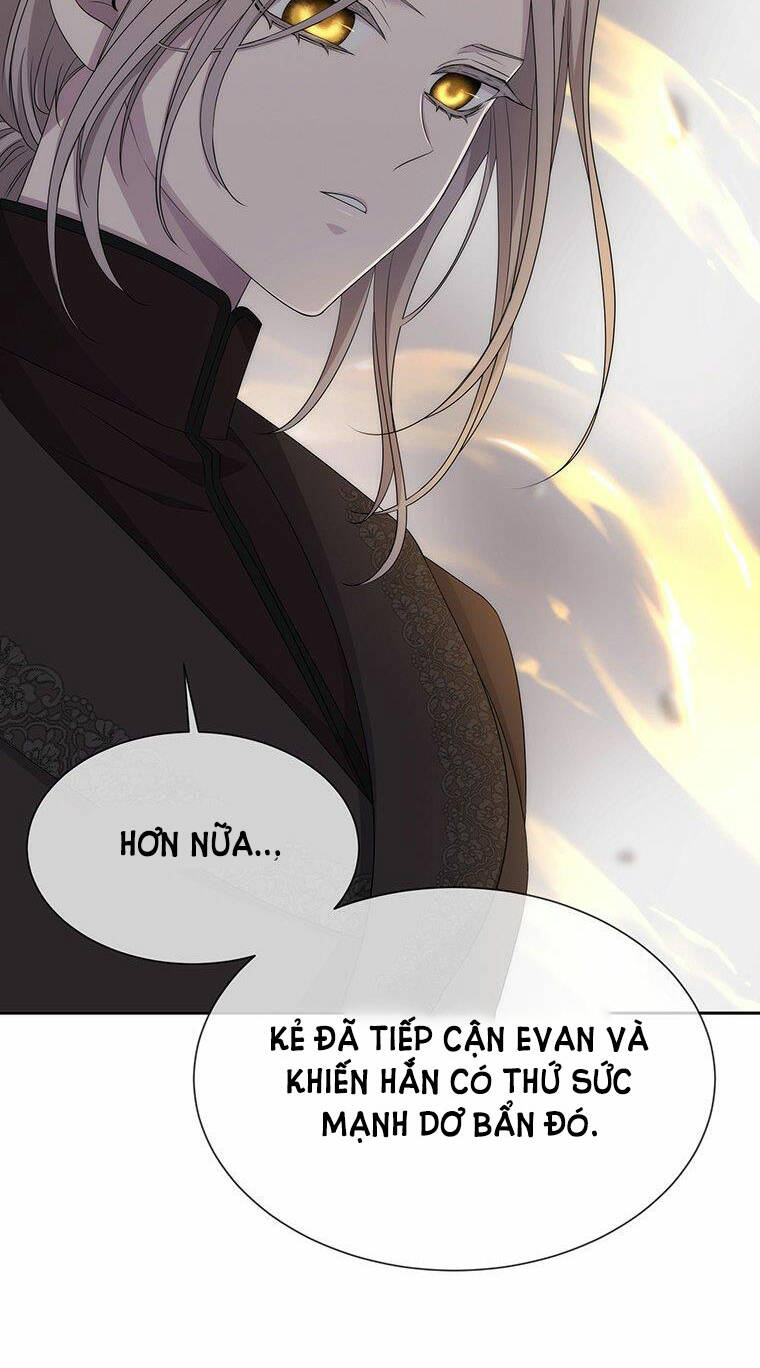 HƠN NỮA...
KẺ ĐÃ TIẾP CẬN EVAN VÀ
KHIẾN HẮN CÓ THỨ SỨC
MẠNH DƠ BẨN ĐÓ.